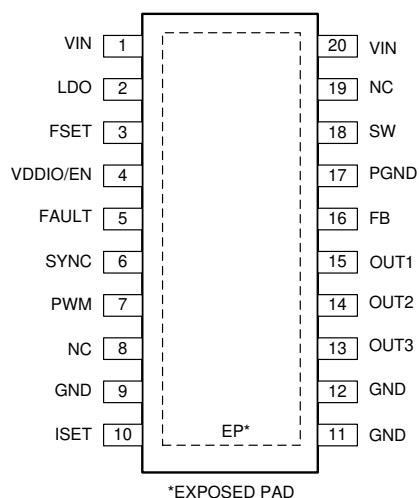 VIN 1 20 VIN
LDO 2 19 NC
FSET 3 18 SW
VDDIO/EN 4 17 PGND
FAULT 5 16 FB
SYNC 6 15 OUT1
PWM 7 14 OUT2
NC 8 13 OUT3
GND 9 12 GND
ISET 10 EP* 11 GND
*EXPOSED PAD